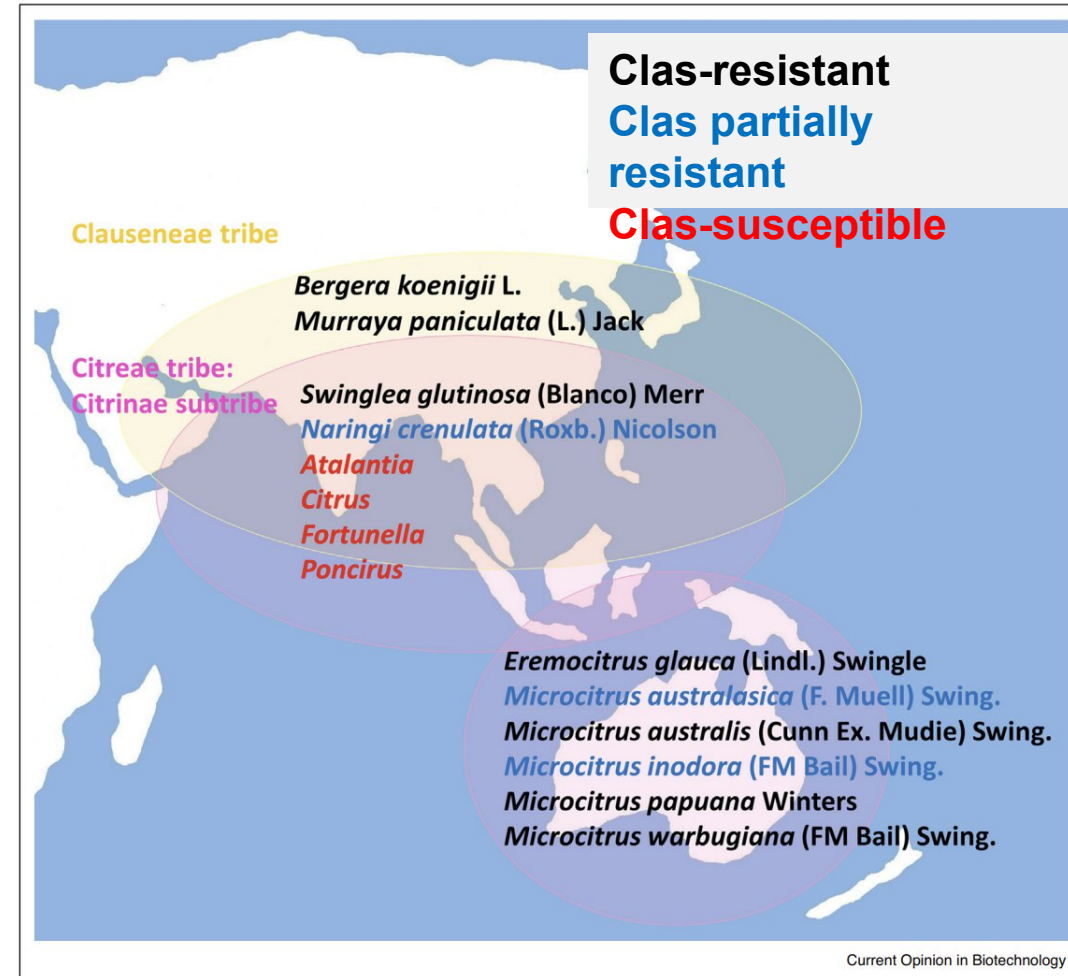 Clas-resistant
Clas partially
resistant
Clas-susceptible
Clauseneae tribe
Bergera koenigii L.
Murraya paniculata (L.) Jack
Citreae tribe:
Citrinae subtribe
Swinglea glutinosa (Blanco) Merr
Naringi crenulata (Roxb.) Nicolson
Atalantia
Citrus
Fortunella
Poncirus
Eremocitrus glauca (Lindl.) Swingle
Microcitrus australasica (F. Muell) Swing.
Microcitrus australis (Cunn Ex. Mudie) Swing.
Microcitrus inodora (FM Bail) Swing.
Microcitrus papuana Winters
Microcitrus warbugiana (FM Bail) Swing.
Current Opinion in Biotechnology